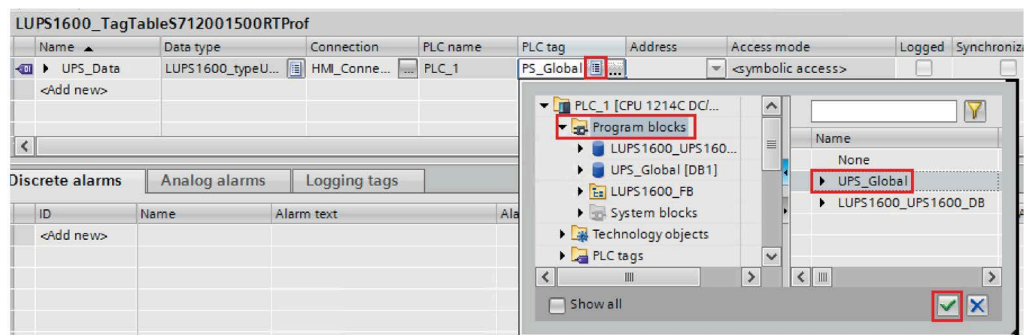 LUPS1600_TagTableS712001500RTProf
Name Data type Connection PLC name PLC tag Address Access mode Logged Synchroniz
UPS_Data LUPS1600_typeU... HMI_Conne... ... PLC_1 PS_Global ... <symbolic access>
<Add new>
PLC_1 [CPU 1214C DC/...
Program blocks
LUPS1600_UPS160...
UPS_Global [DB1]
LUPS1600_FB
System blocks
Technology objects
PLC tags
Show all
Name
None
UPS_Global
LUPS1600_UPS1600_DB
Discrete alarms Analog alarms Logging tags
ID Name Alarm text Ala
<Add new>